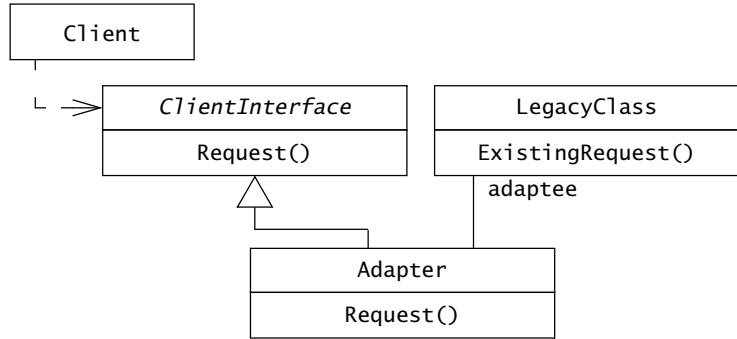 Client
ClientInterface
LegacyClass
Request()
ExistingRequest()
adaptee
Adapter
Request()